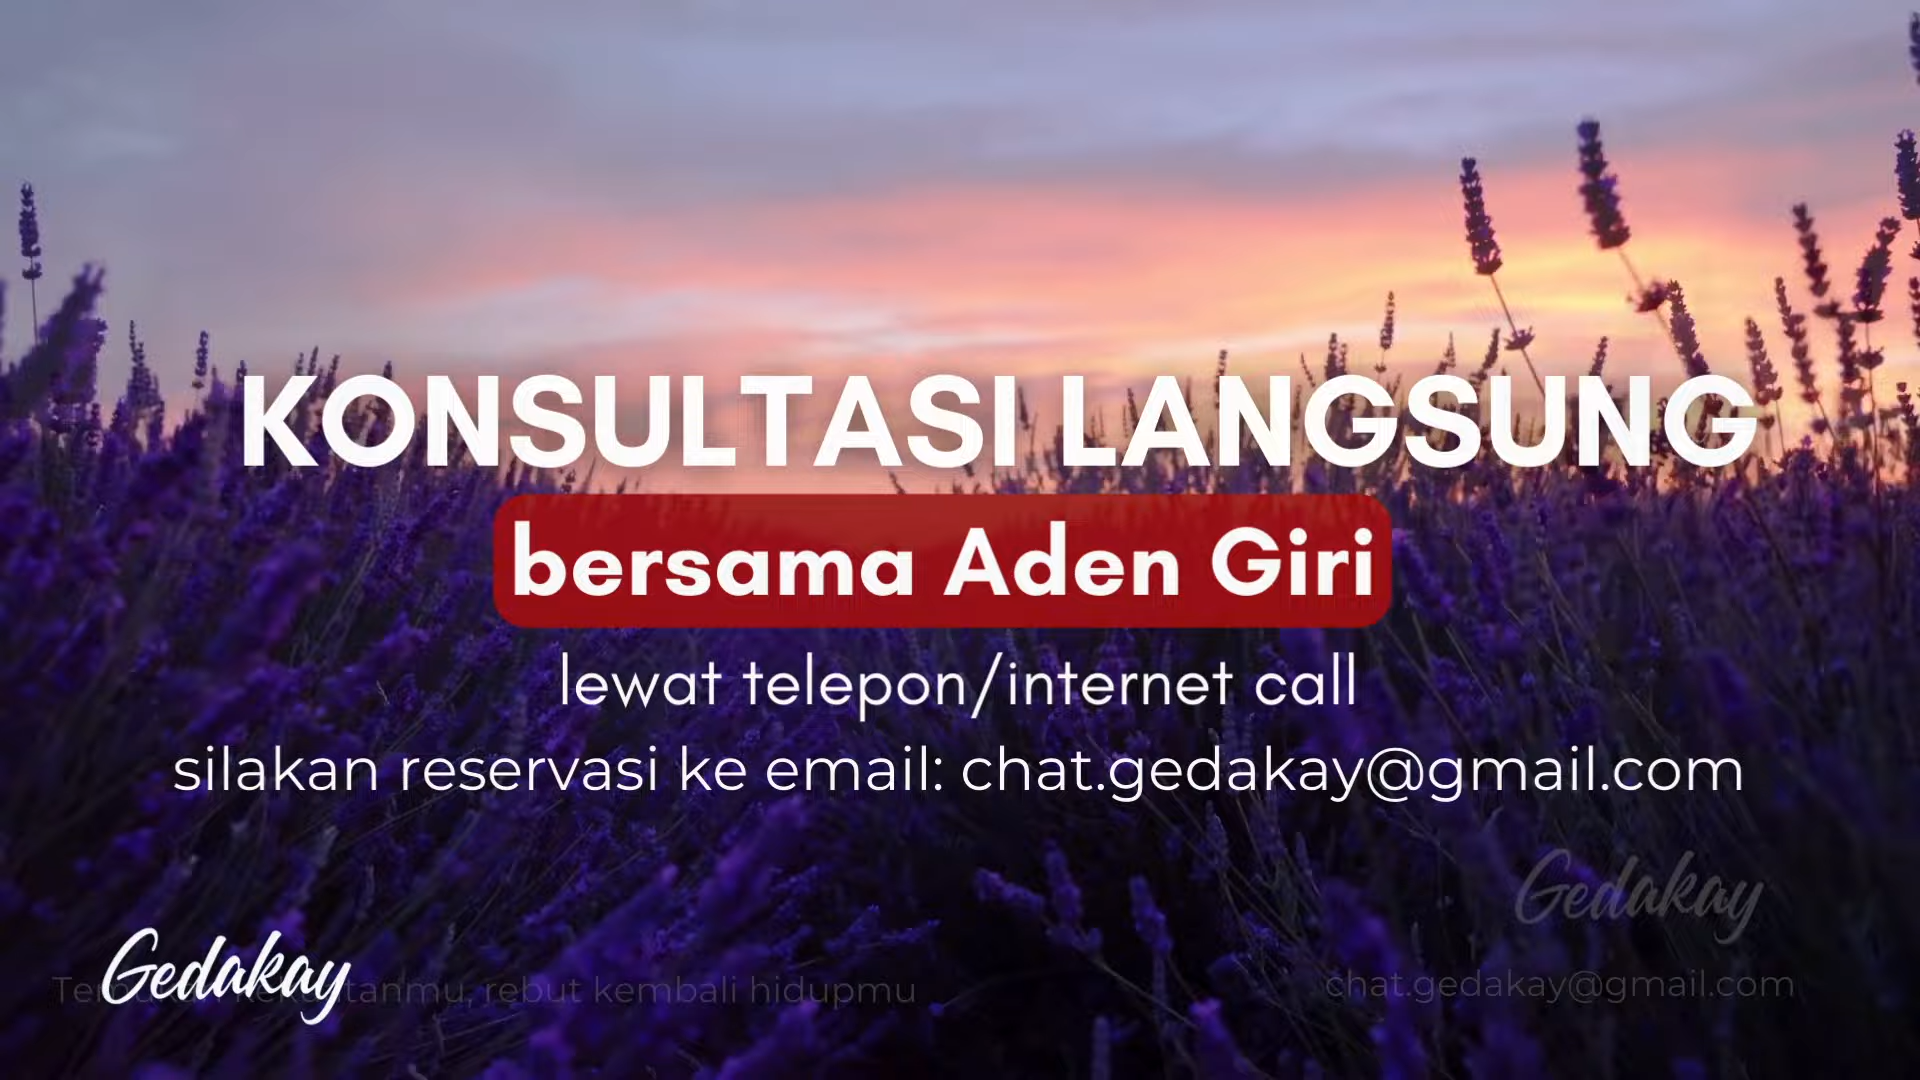 KONSULTASI LANGSUNG
bersama Aden Giri
lewat telepon/internet call
silakan reservasi ke email: chat.gedakay@gmail.com
Gedakay
Gedakay
rebut kembali hidupmu
chat.gedakay@gmail.com